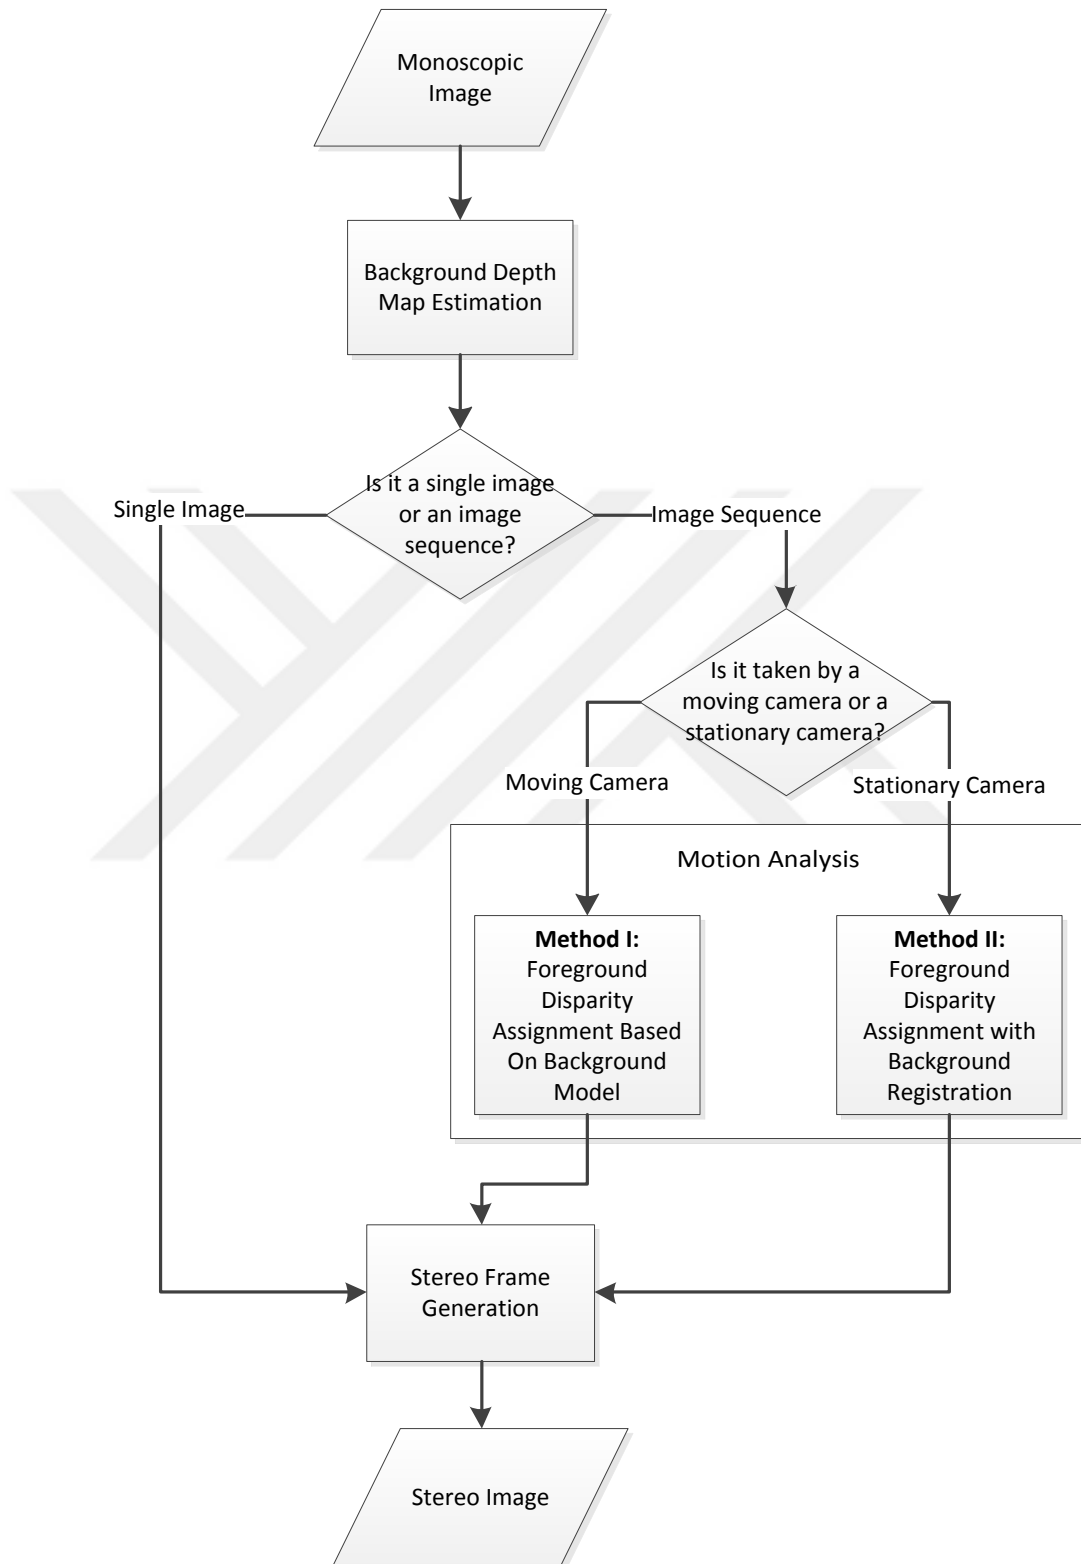 Monoscopic
Image
Background Depth
Map Estimation
Is it a single image
or an image
sequence?
Single Image
Image Sequence
Is it taken by a
moving camera or a
stationary camera?
Moving Camera
Stationary Camera
Motion Analysis
Method I:
Foreground
Disparity
Assignment Based
On Background
Model
Method II:
Foreground
Disparity
Assignment with
Background
Registration
Stereo Frame
Generation
Stereo Image